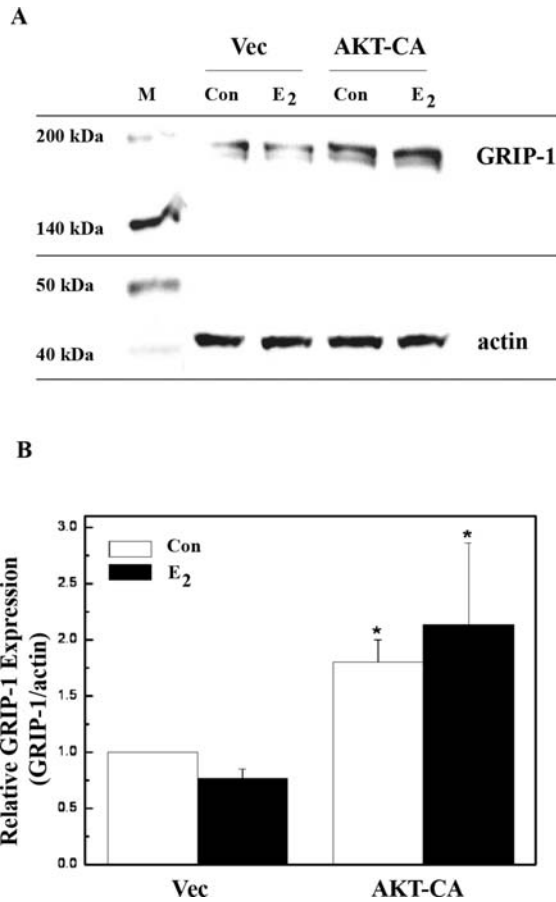 A
Vec AKT-CA
M Con E2 Con E2
200 kDa
GRIP-1
140 kDa
50 kDa
actin
40 kDa
B
Relative GRIP-1 Expression
(GRIP-1/actin)
3.0
2.5
2.0
1.5
1.0
0.5
0.0
Con
E2
*
*
Vec AKT-CA